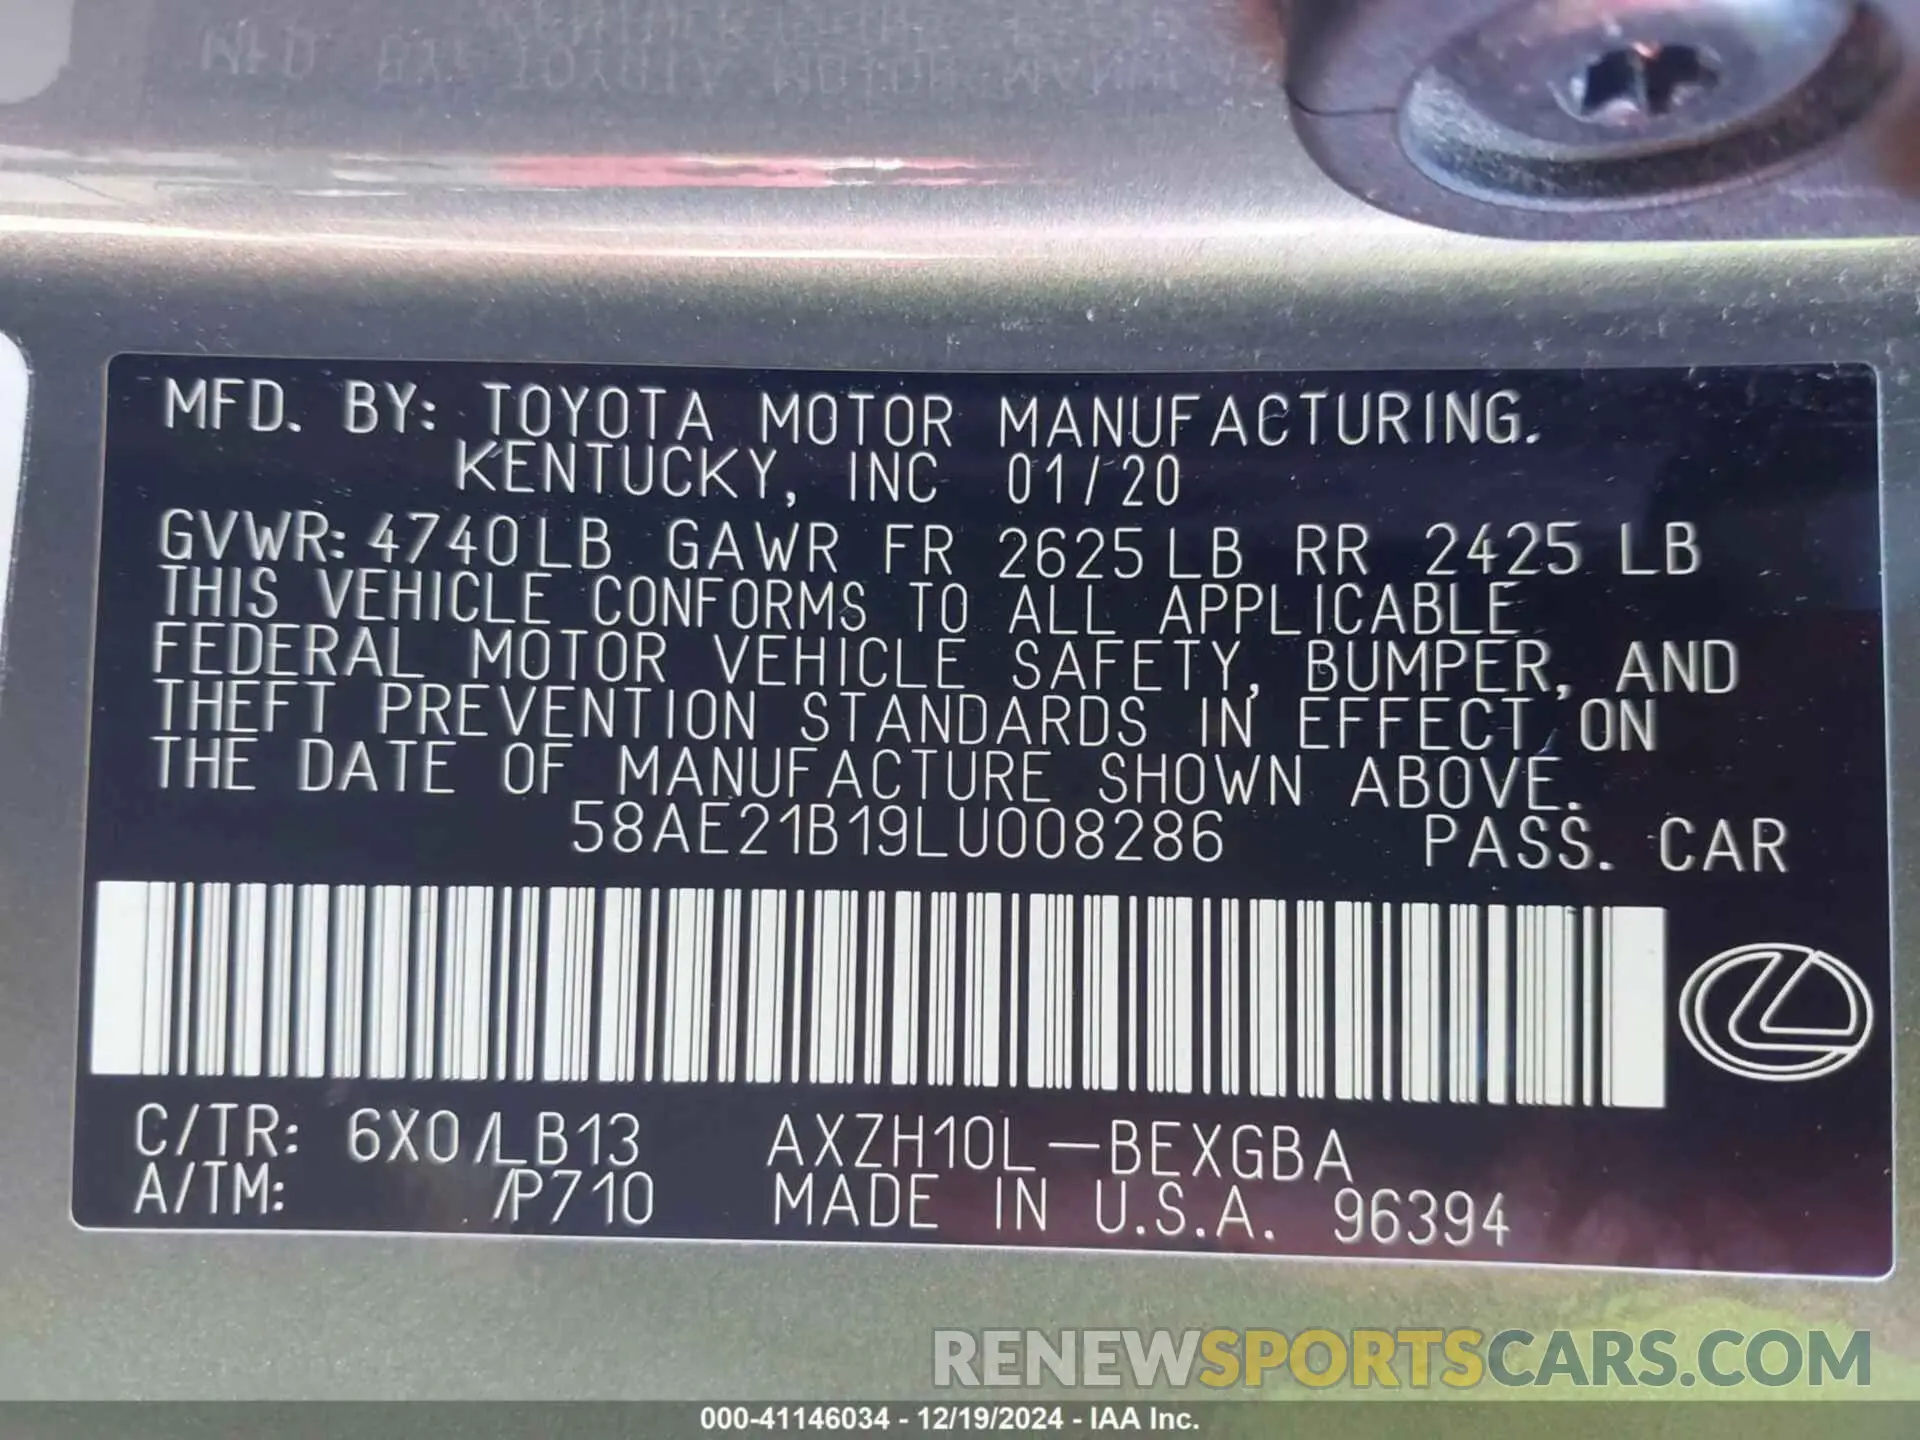 MFD. BY: TOYOTA MOTOR MANUFACTURING.
KENTUCKY, INC 01/20
GVWR: 4740LB GAWR FR 2625LB RR 2425 LB
THIS VEHICLE CONFORMS TO ALL APPLICABLE
FEDERAL MOTOR VEHICLE SAFETY, BUMPER, AND
THEFT PREVENTION STANDARDS IN EFFECT ON
THE DATE OF MANUFACTURE SHOWN ABOVE.
58AE21B19LU008286 PASS. CAR
C/TR: 6X0/LB13 AXZH10L-BEXGBA
A/TM: /P710 MADE IN U.S.A. 96394
RENEWSPORTSCARS.COM
000-41146034 - 12/19/2024 - IAA Inc.